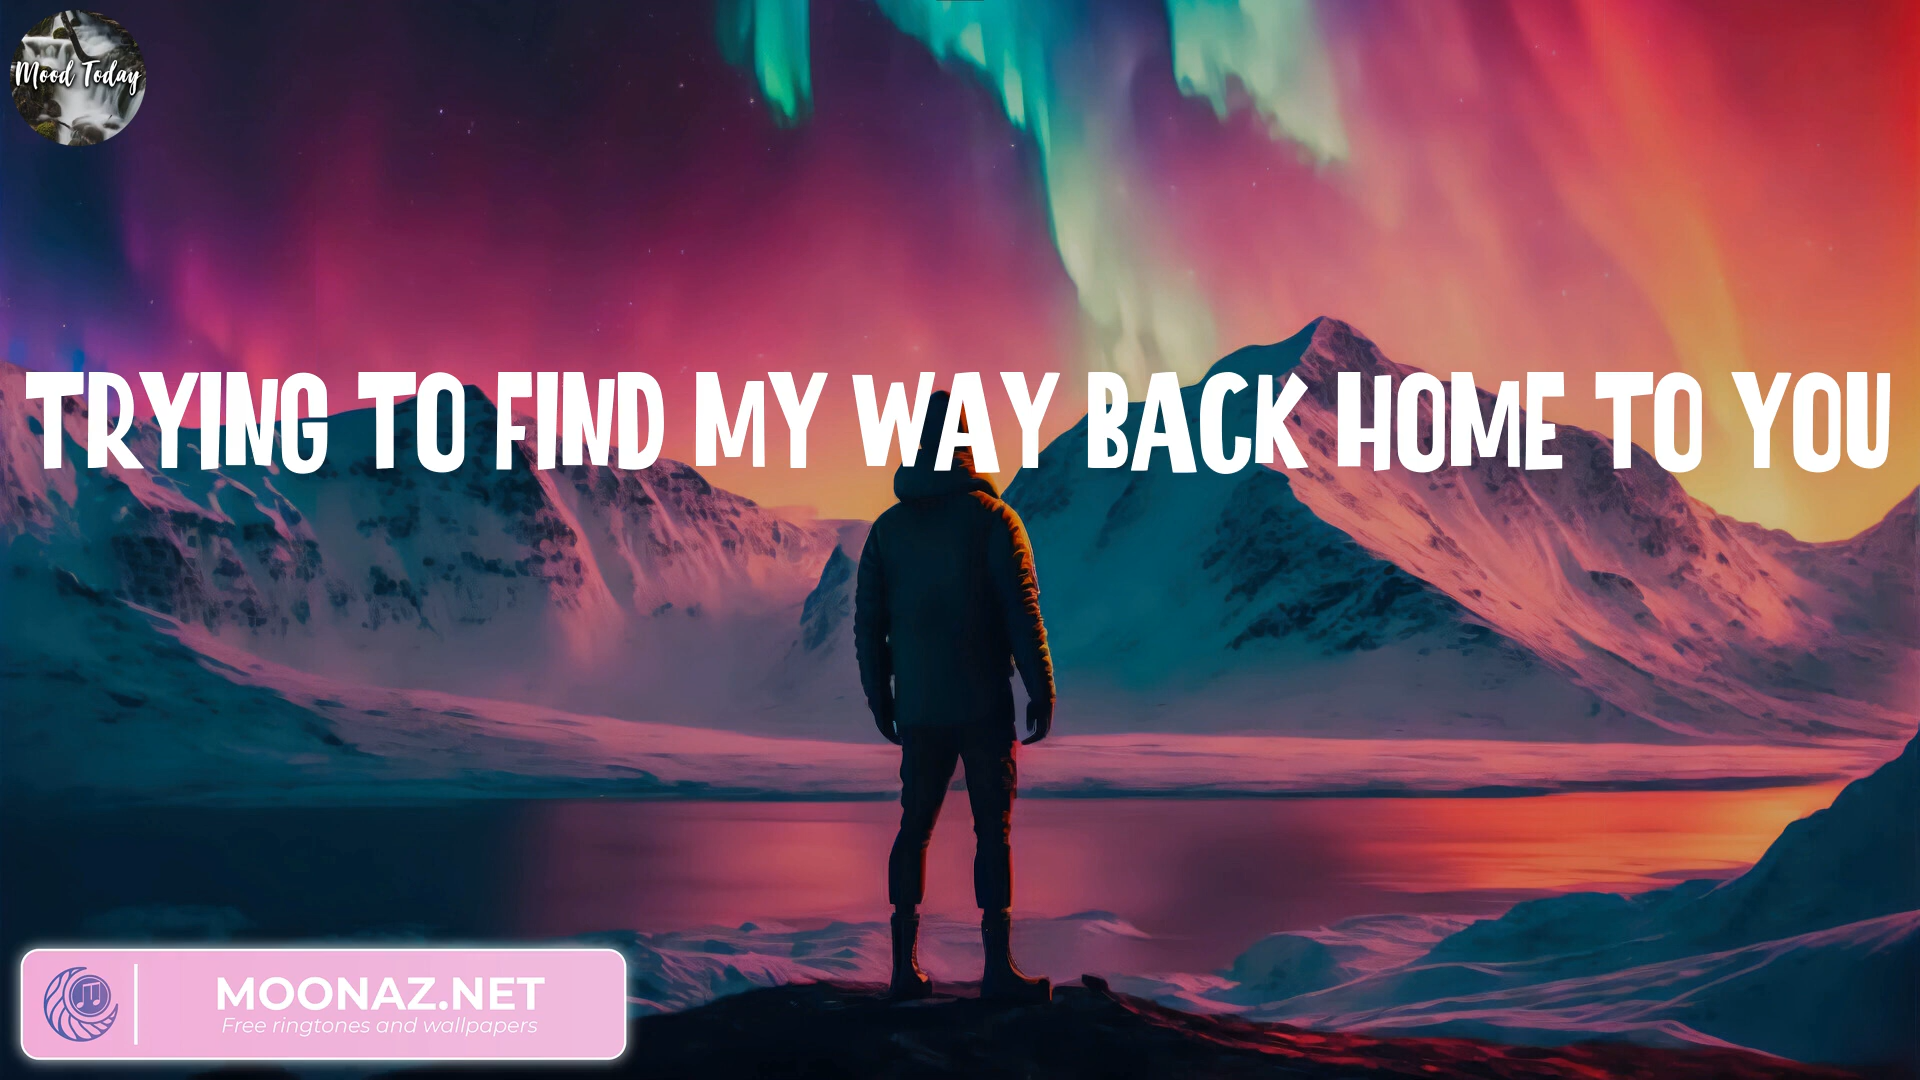 Mood Today
TRYING TO FIND MY WAY BACK HOME TO YOU
MOONAZ.NET
Free ringtones and wallpapers